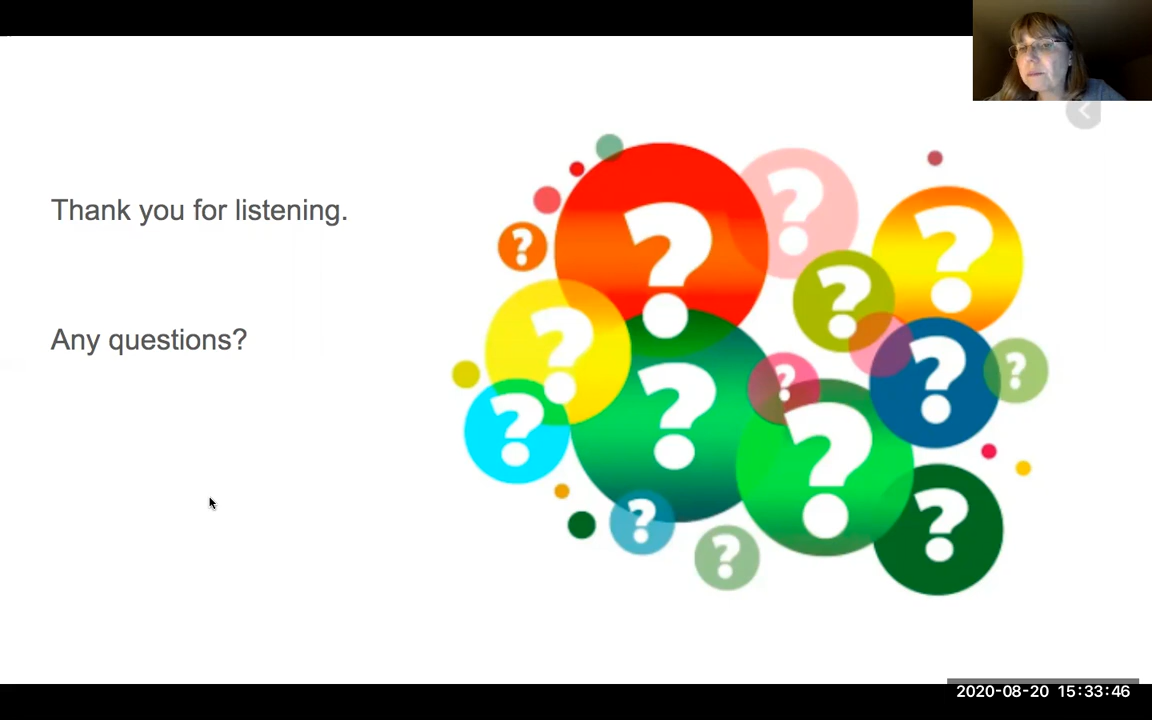 Thank you for listening.
Any questions?
? ? ? ? ? ? ? ? ? ? ? ? ? ?
2020-08-20 15:33:46